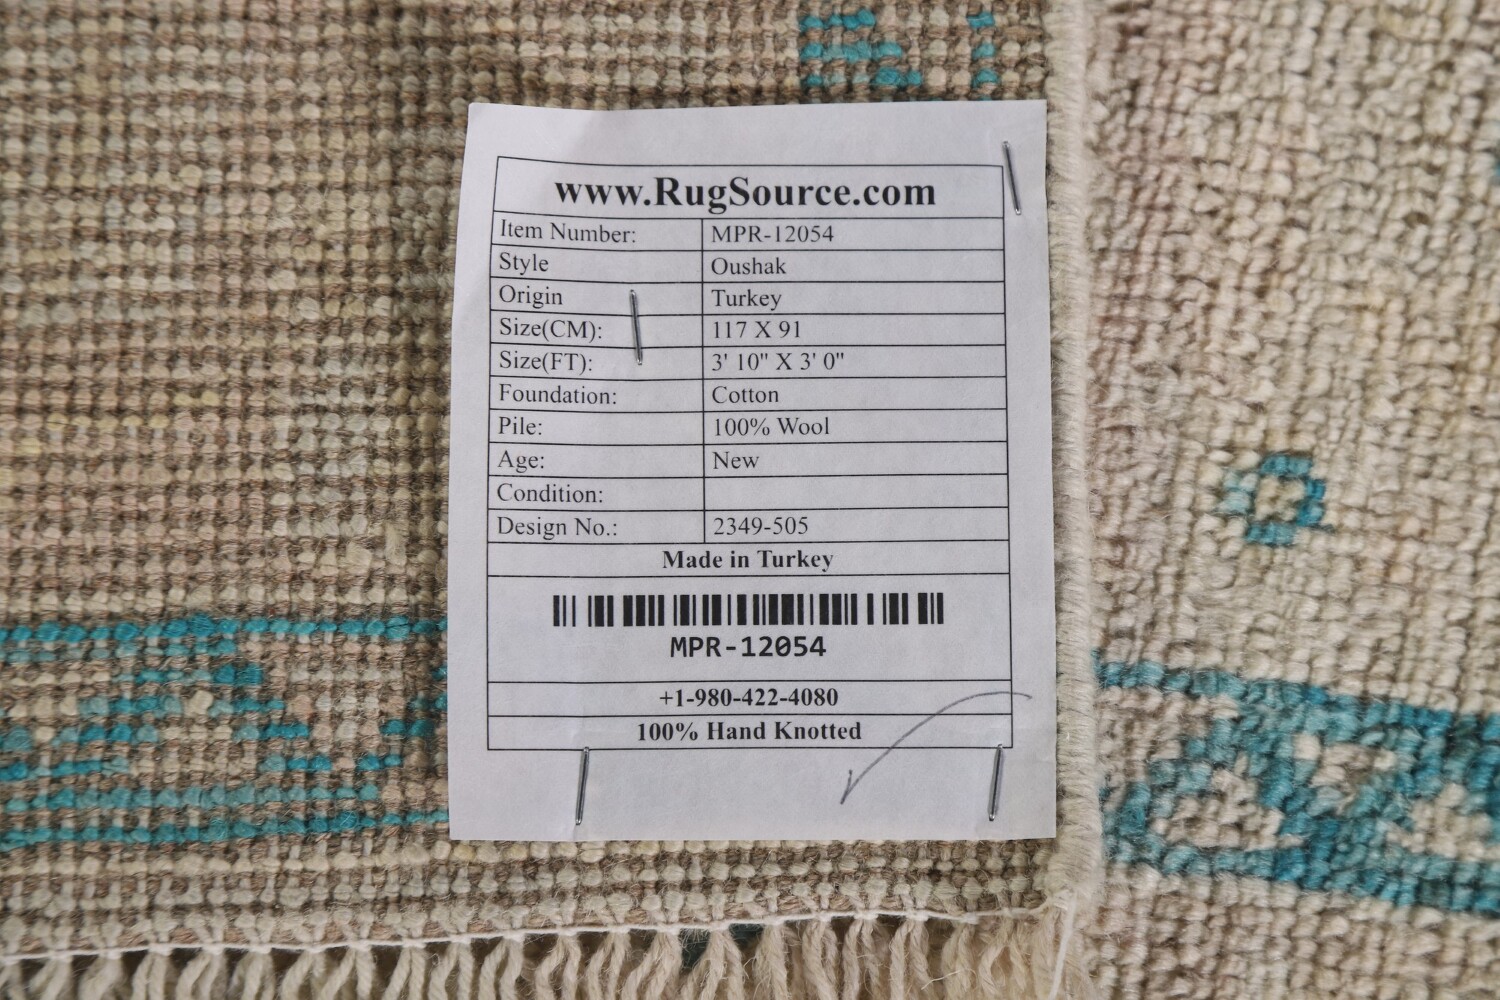 www.RugSource.com
Item Number: MPR-12054
Style Oushak
Origin Turkey
Size(CM): 117 X 91
Size(FT): 3' 10" X 3' 0"
Foundation: Cotton
Pile: 100% Wool
Age: New
Condition:
Design No.: 2349-505
Made in Turkey
MPR-12054
+1-980-422-4080
100% Hand Knotted